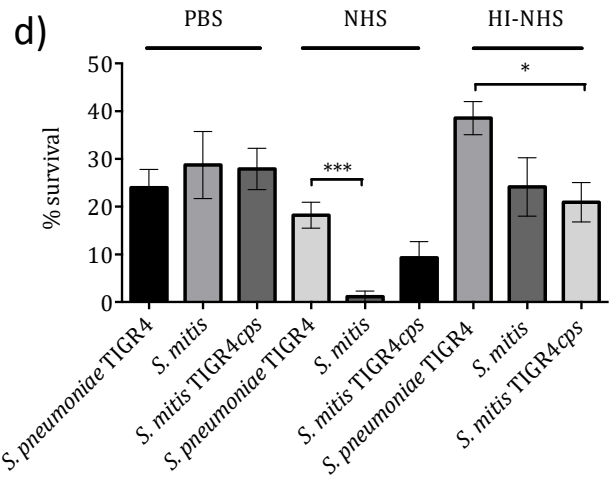 d)
PBS NHS HI-NHS
% survival
50
40
30
20
10
0
***
*
S. pneumoniae TIGR4
S. mitis
S. mitis TIGR4cps
S. pneumoniae TIGR4
S. mitis
S. mitis TIGR4cps
S. pneumoniae TIGR4
S. mitis
S. mitis TIGR4cps